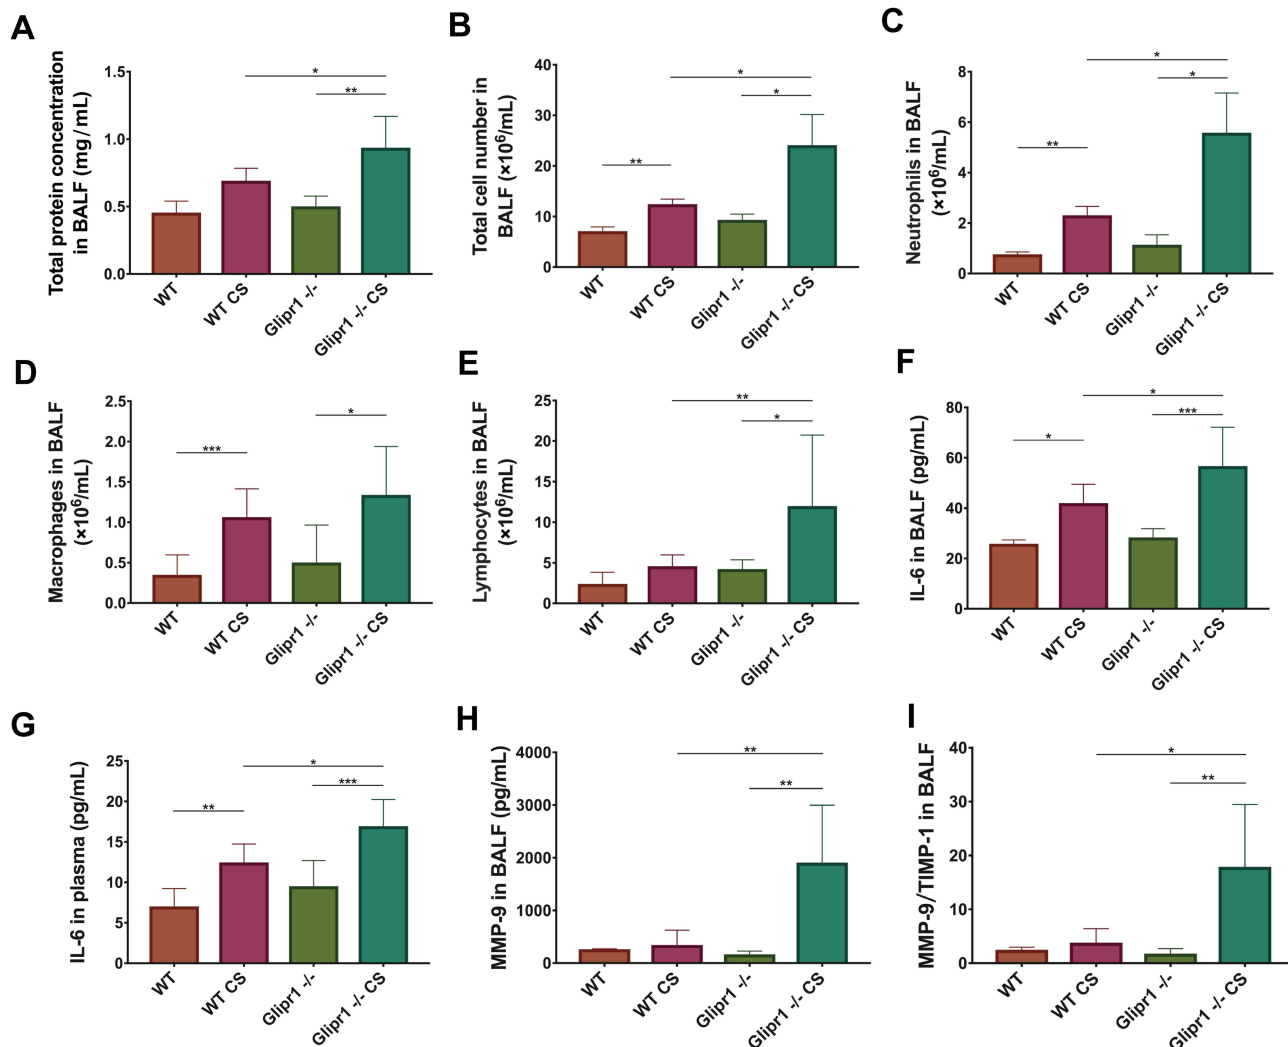 A
Total protein concentration
in BALF (mg/mL)
1.5
1.0
0.5
0.0
*
**
WT
WT CS
Glipr1 -/-
Glipr1 -/- CS
B
Total cell number in
BALF (×10⁶/mL)
40
30
20
10
0
**
*
*
WT
WT CS
Glipr1 -/-
Glipr1 -/- CS
C
Neutrophils in BALF
(×10⁶/mL)
8
6
4
2
0
**
*
*
WT
WT CS
Glipr1 -/-
Glipr1 -/- CS
D
Macrophages in BALF
(×10⁶/mL)
2.5
2.0
1.5
1.0
0.5
0.0
***
*
WT
WT CS
Glipr1 -/-
Glipr1 -/- CS
E
Lymphocytes in BALF
(×10⁶/mL)
25
20
15
10
5
0
**
*
WT
WT CS
Glipr1 -/-
Glipr1 -/- CS
F
IL-6 in BALF (pg/mL)
80
60
40
20
0
*
*
***
WT
WT CS
Glipr1 -/-
Glipr1 -/- CS
G
IL-6 in plasma (pg/mL)
25
20
15
10
5
0
**
*
***
WT
WT CS
Glipr1 -/-
Glipr1 -/- CS
H
MMP-9 in BALF (pg/mL)
4000
3000
2000
1000
0
**
**
WT
WT CS
Glipr1 -/-
Glipr1 -/- CS
I
MMP-9/TIMP-1 in BALF
40
30
20
10
0
*
**
WT
WT CS
Glipr1 -/-
Glipr1 -/- CS